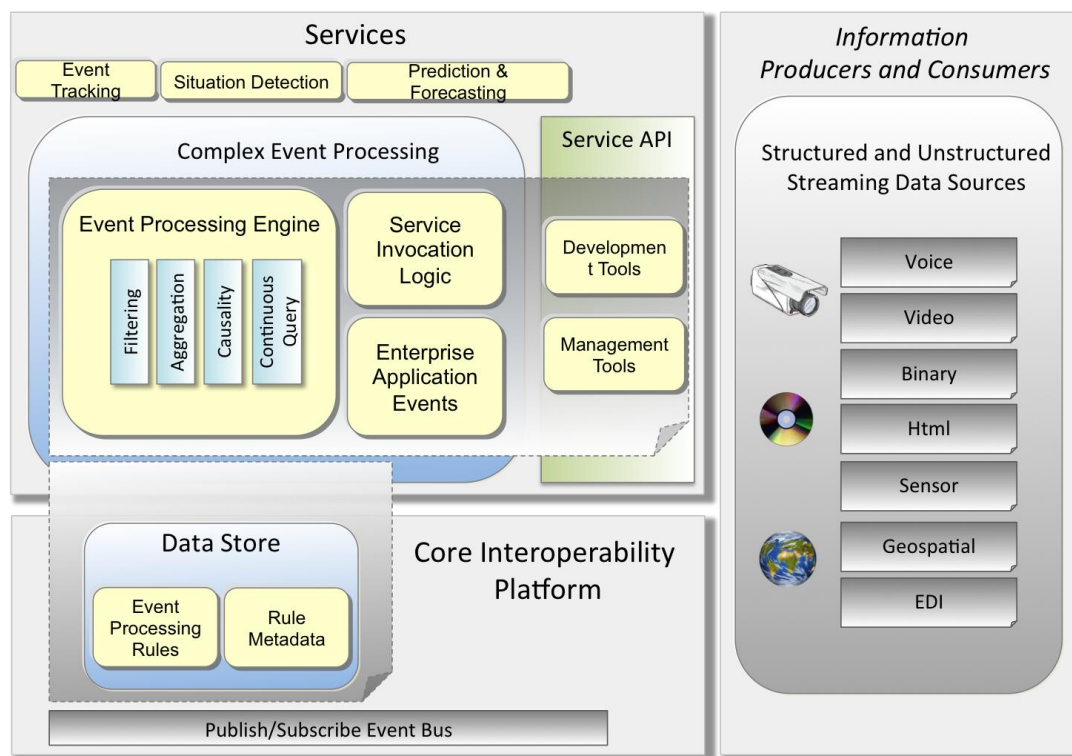 Services
Event
Tracking
Situation Detection
Prediction &
Forecasting
Complex Event Processing
Event Processing Engine
Filtering
Aggregation
Causality
Continuous
Query
Service
Invocation
Logic
Enterprise
Application
Events
Service API
Developmen
t Tools
Management
Tools
Data Store
Event
Processing
Rules
Rule
Metadata
Core Interoperability
Platform
Publish/Subscribe Event Bus
Information
Producers and Consumers
Structured and Unstructured
Streaming Data Sources
Voice
Video
Binary
Html
Sensor
Geospatial
EDI